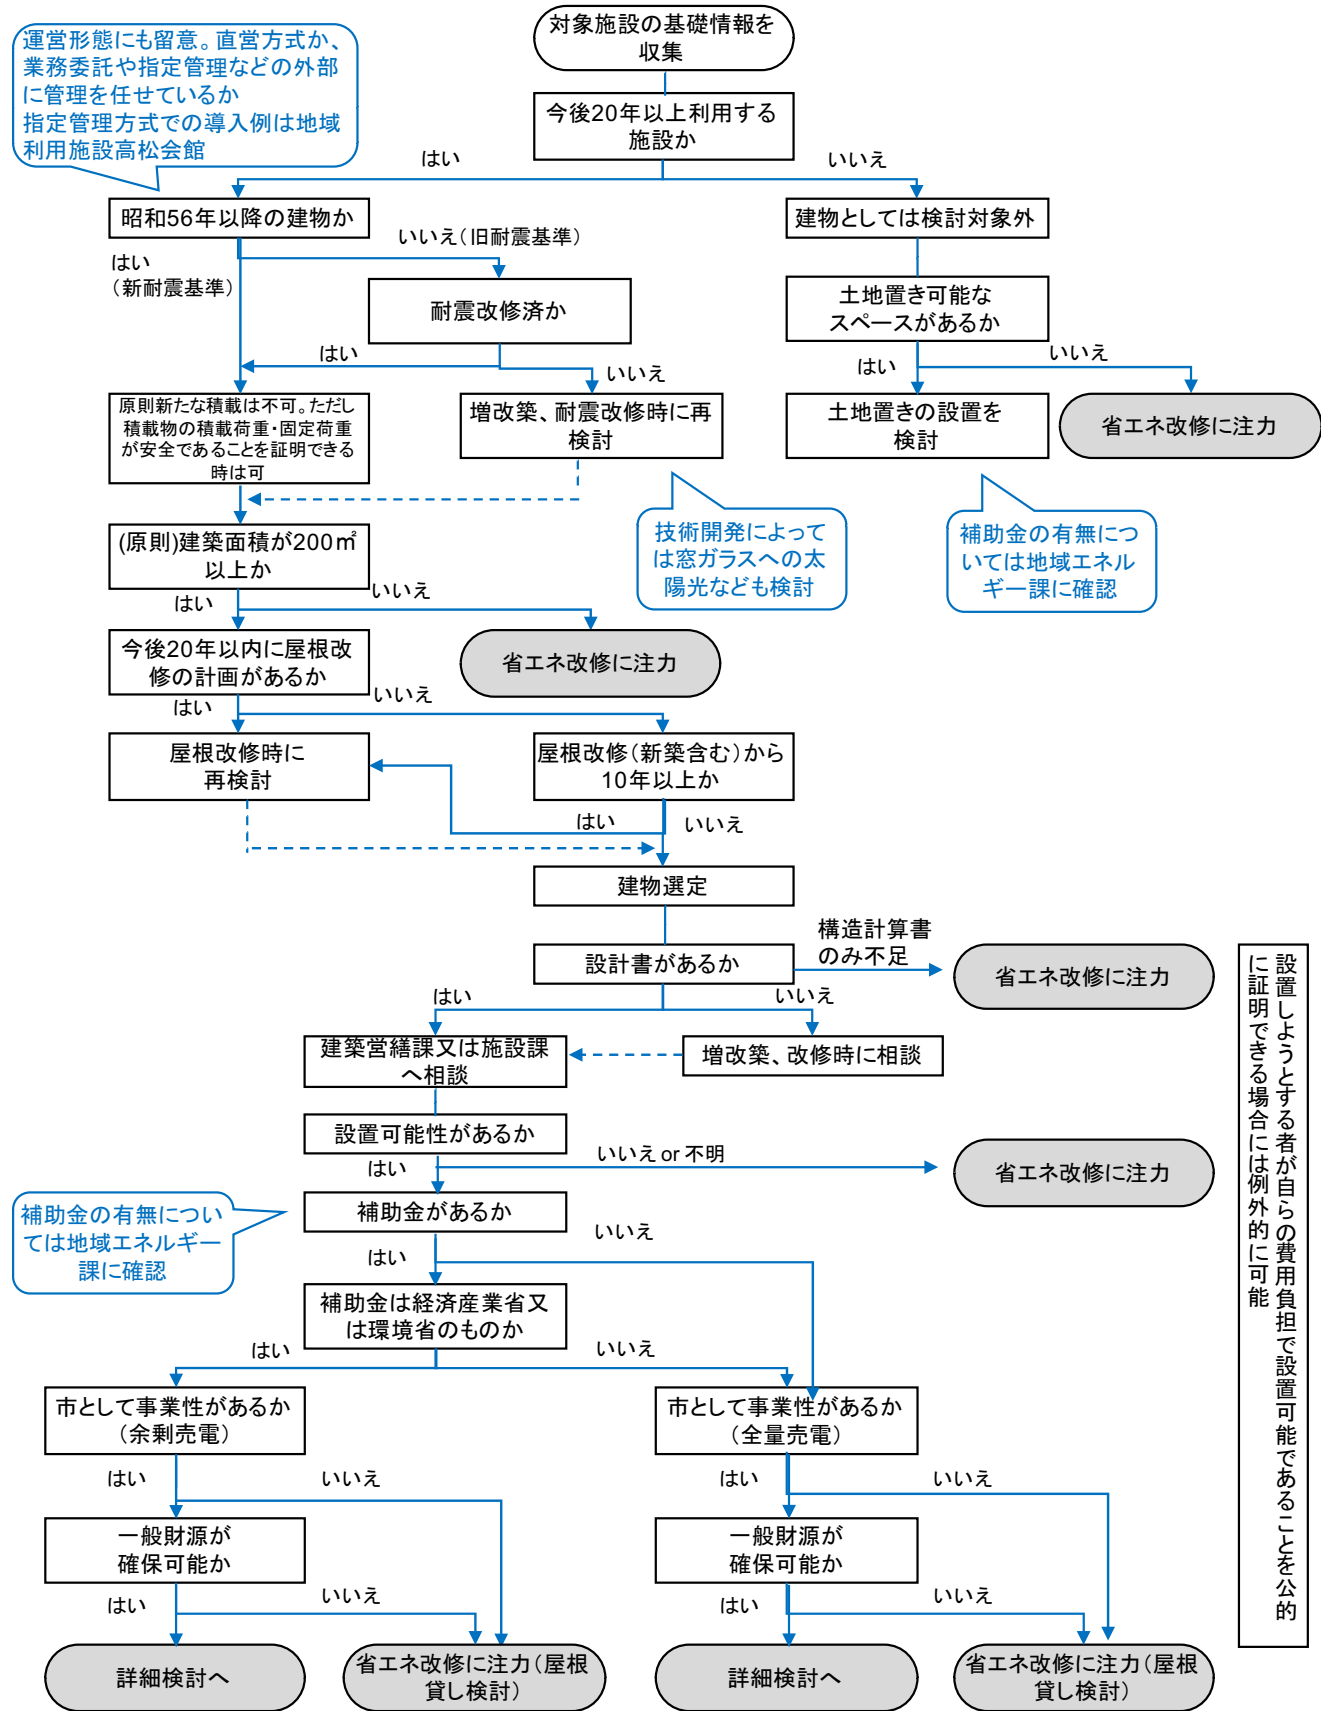 対象施設の基礎情報を
収集
運営形態にも留意。直営方式か、
業務委託や指定管理などの外部
に管理を任せているか
指定管理方式での導入例は地域
利用施設高松会館
今後20年以上利用する
施設か
はい
いいえ
昭和56年以降の建物か
建物としては検討対象外
いいえ（旧耐震基準）
はい
（新耐震基準）
耐震改修済か
土地置き可能な
スペースがあるか
はい
いいえ
はい
いいえ
原則新たな積載は不可。ただし
積載物の積載荷重・固定荷重
が安全であることを証明できる
時は可
増改築、耐震改修時に再
検討
土地置きの設置を
検討
省エネ改修に注力
技術開発によって
は窓ガラスへの太
陽光なども検討
補助金の有無につ
いては地域エネル
ギー課に確認
(原則)建築面積が200㎡
以上か
はい
いいえ
今後20年以内に屋根改
修の計画があるか
省エネ改修に注力
はい
いいえ
屋根改修時に
再検討
屋根改修（新築含む）から
10年以上か
はい
いいえ
建物選定
設計書があるか
構造計算書
のみ不足
省エネ改修に注力
はい
いいえ
建築営繕課又は施設課
へ相談
増改築、改修時に相談
設置可能性があるか
はい
いいえ or 不明
省エネ改修に注力
補助金があるか
補助金の有無につい
ては地域エネルギー
課に確認
はい
いいえ
補助金は経済産業省又
は環境省のものか
はい
いいえ
市として事業性があるか
（余剰売電）
市として事業性があるか
（全量売電）
はい
いいえ
はい
いいえ
一般財源が
確保可能か
一般財源が
確保可能か
はい
いいえ
はい
いいえ
詳細検討へ
省エネ改修に注力（屋根
貸し検討）
詳細検討へ
省エネ改修に注力（屋根
貸し検討）
設置しようとする者が自らの費用負担で設置可能であることを公的
に証明できる場合には例外的に可能